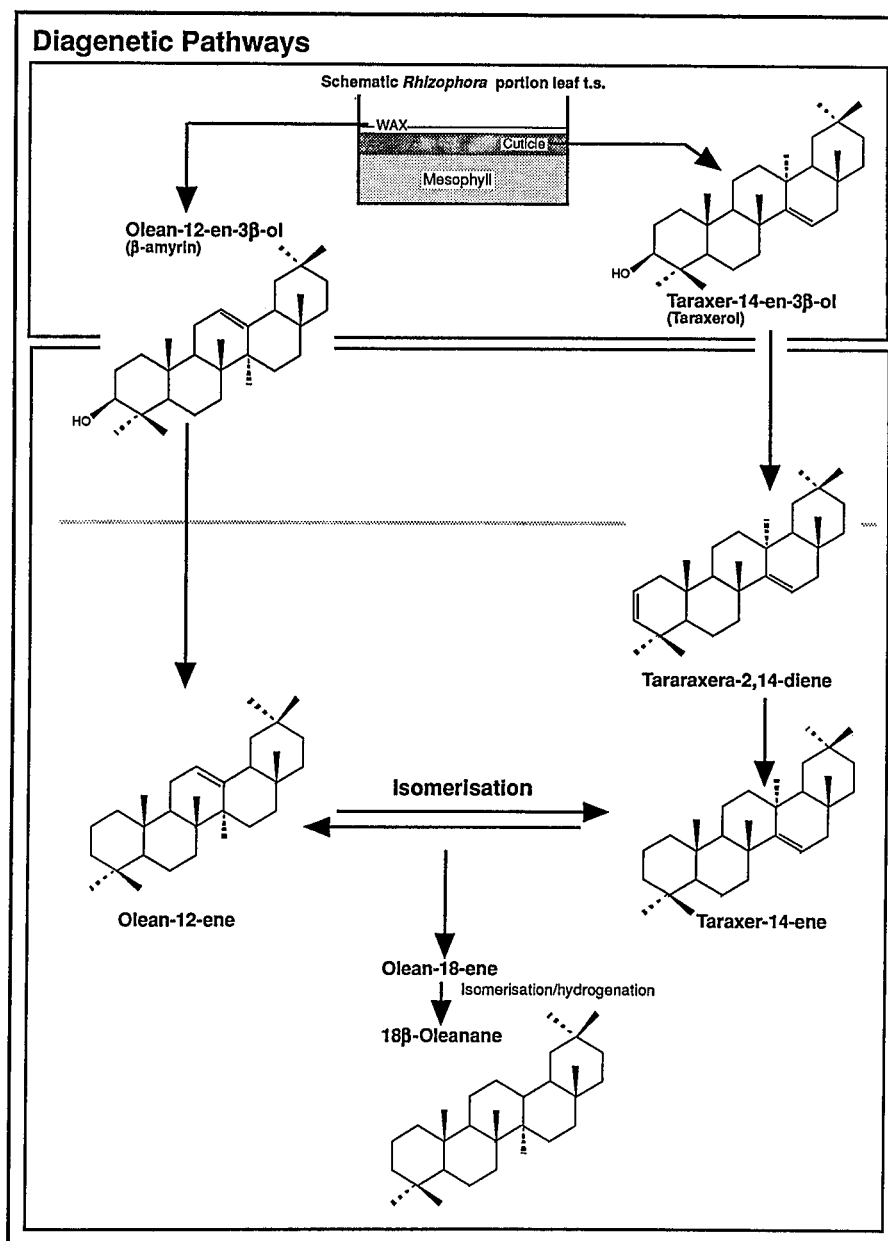 Diagenetic Pathways
Schematic Rhizophora portion leaf t.s.
WAX
Cuticle
Mesophyll
Olean-12-en-3β-ol
(β-amyrin)
HO
Taraxer-14-en-3β-ol
(Taraxerol)
HO
Tararaxera-2,14-diene
Isomerisation
Olean-12-ene
Taraxer-14-ene
Olean-18-ene
Isomerisation/hydrogenation
18β-Oleanane